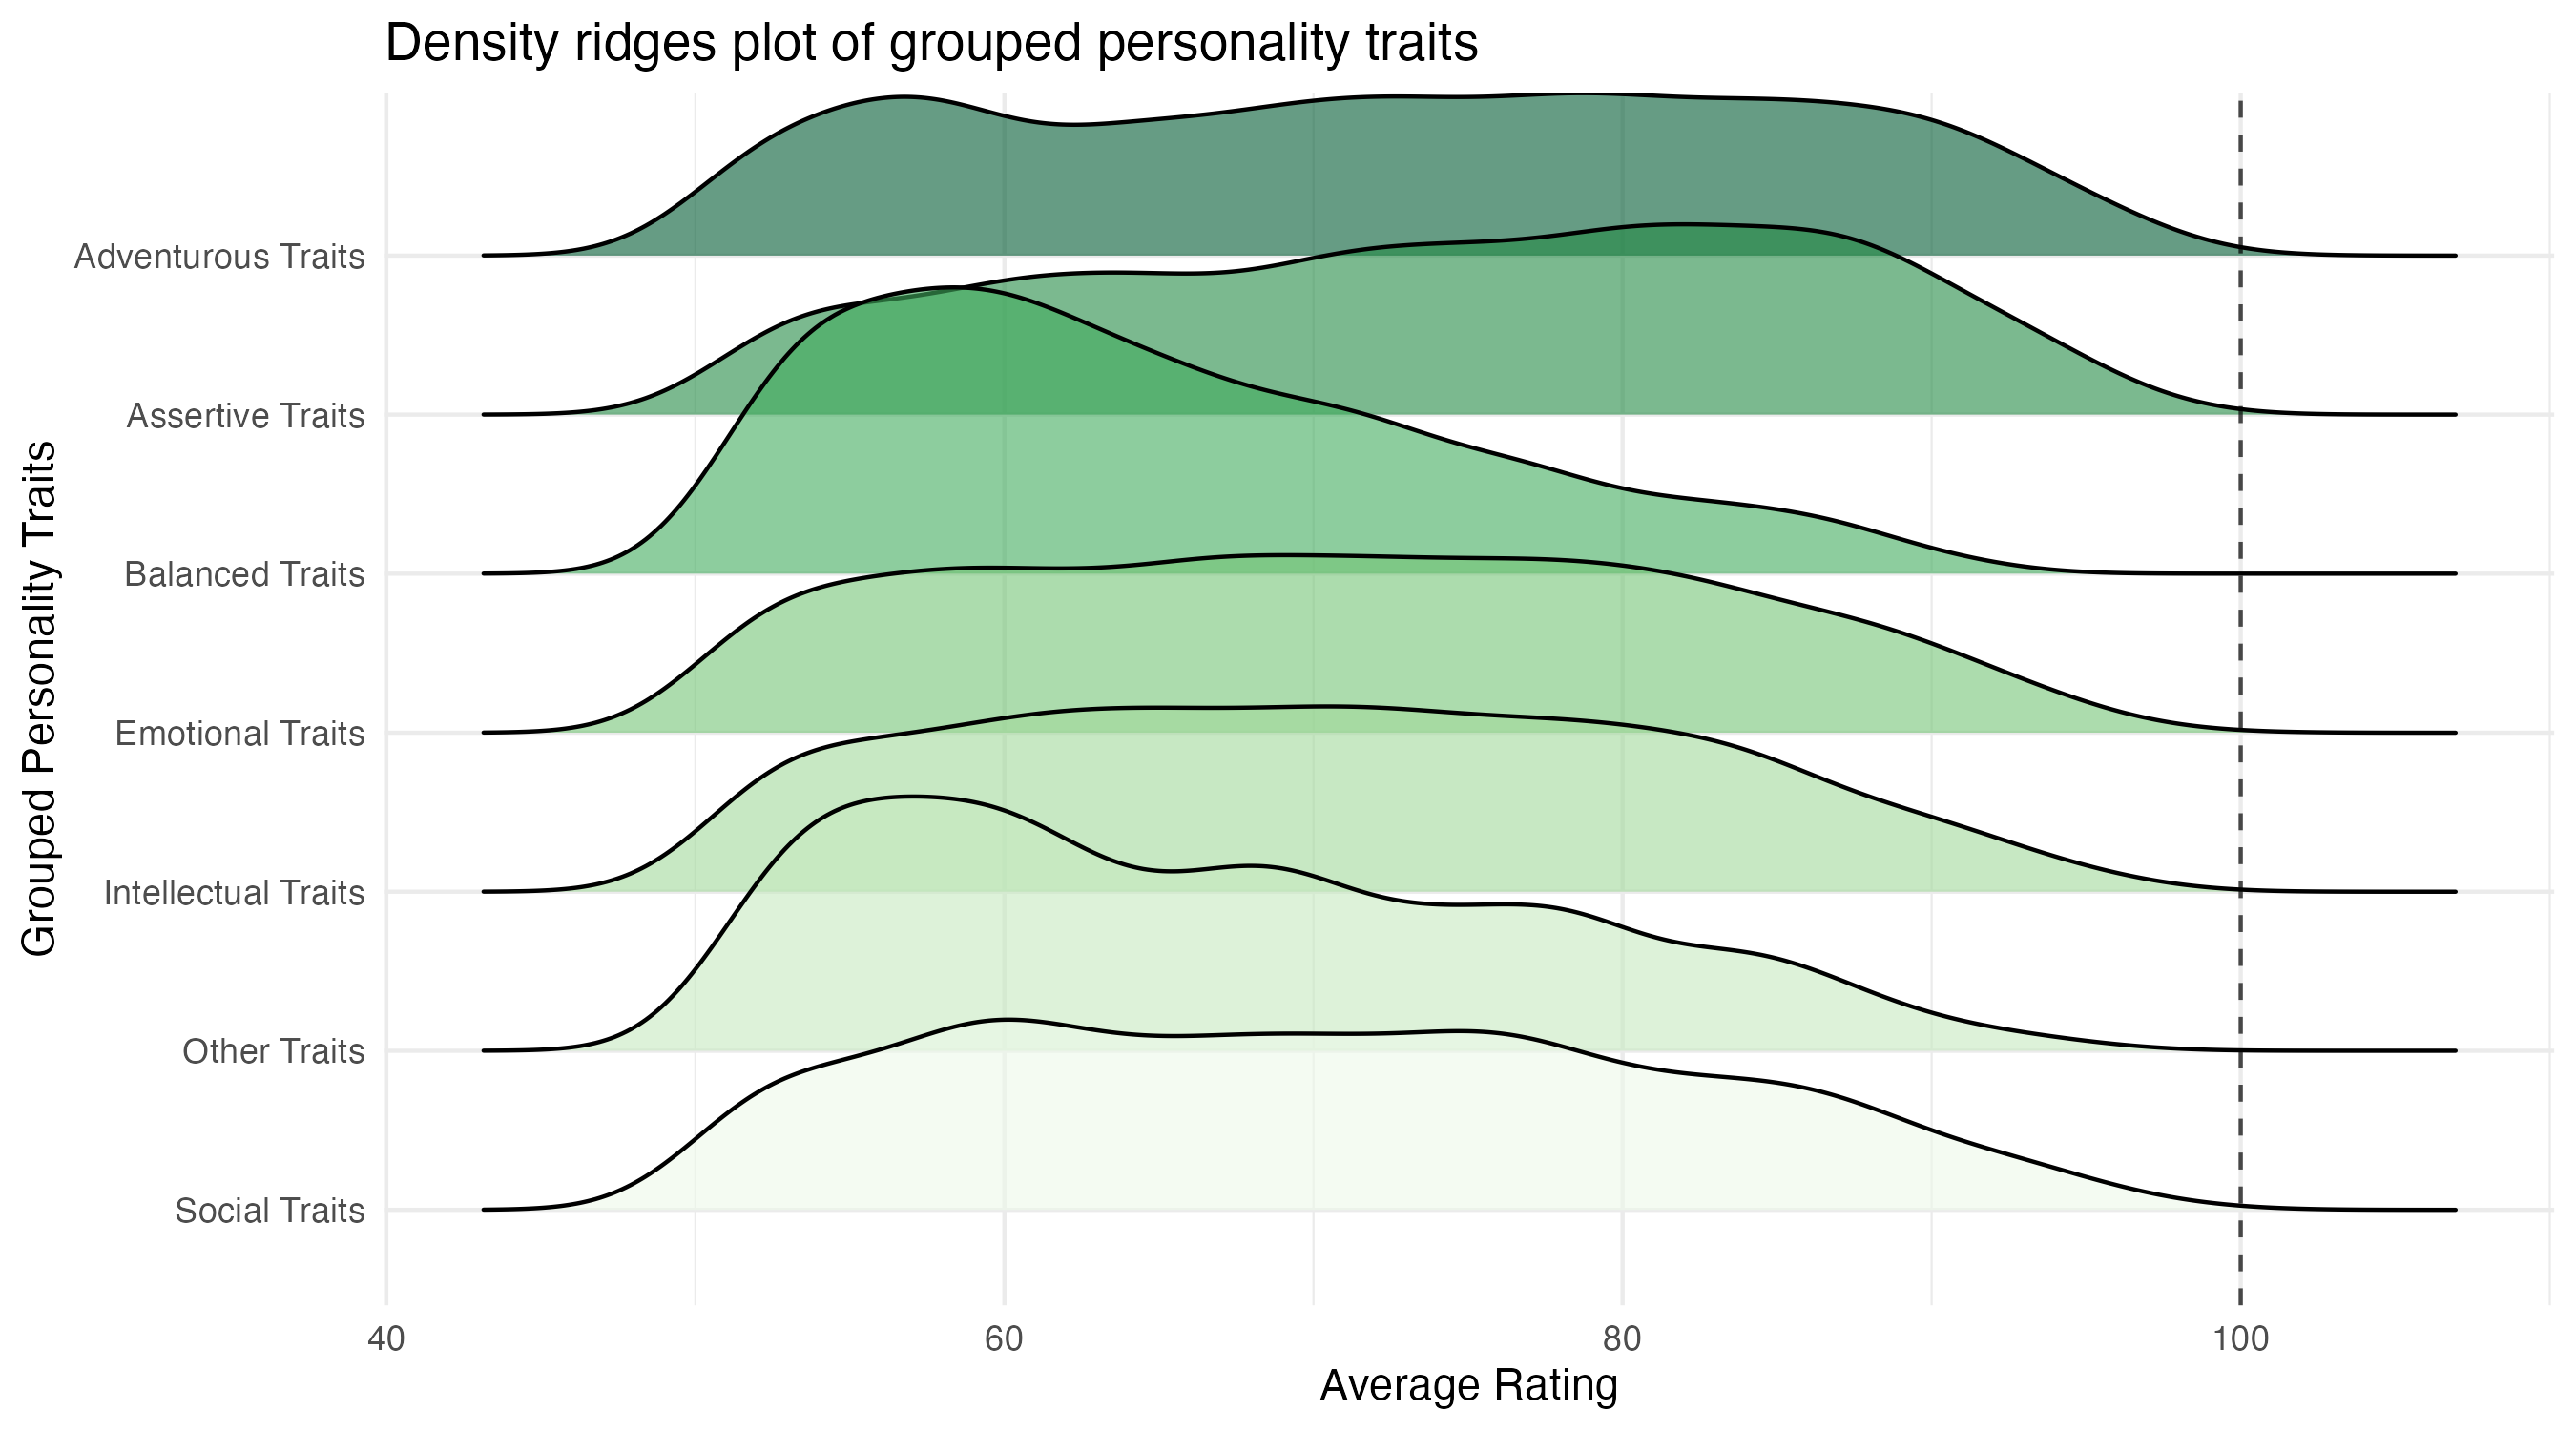 Density ridges plot of grouped personality traits
Grouped Personality Traits
Adventurous Traits
Assertive Traits
Balanced Traits
Emotional Traits
Intellectual Traits
Other Traits
Social Traits
40 60 80 100
Average Rating